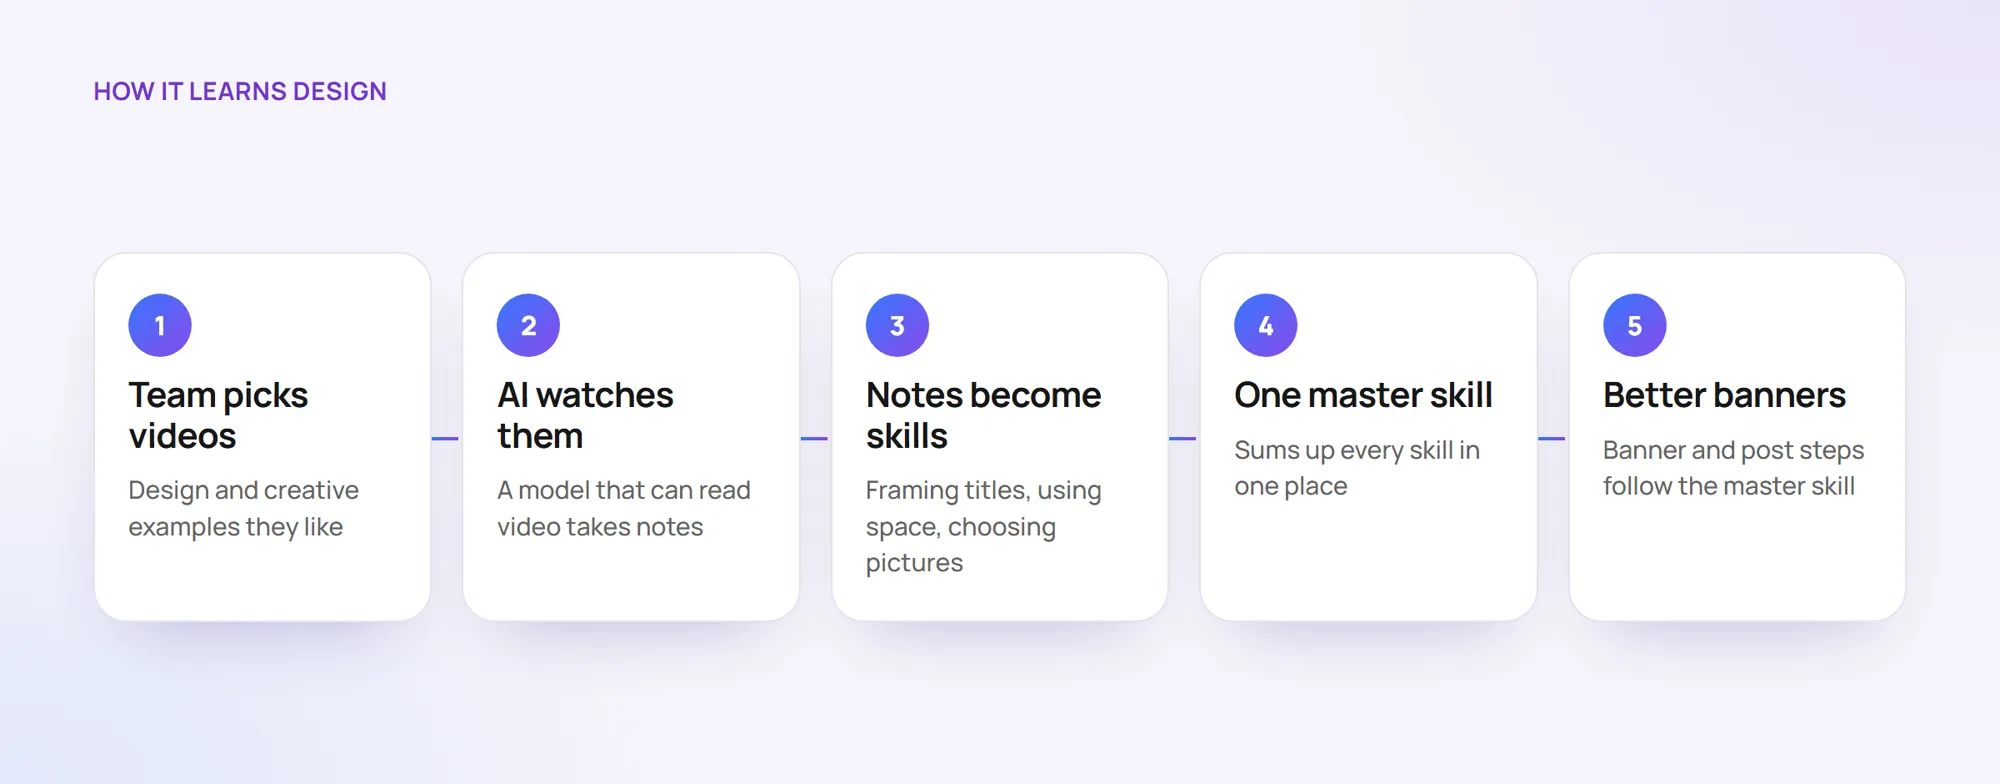 HOW IT LEARNS DESIGN
1
Team picks
videos
Design and creative
examples they like
2
AI watches
them
A model that can read
video takes notes
3
Notes become
skills
Framing titles, using
space, choosing
pictures
4
One master skill
Sums up every skill in
one place
5
Better banners
Banner and post steps
follow the master skill